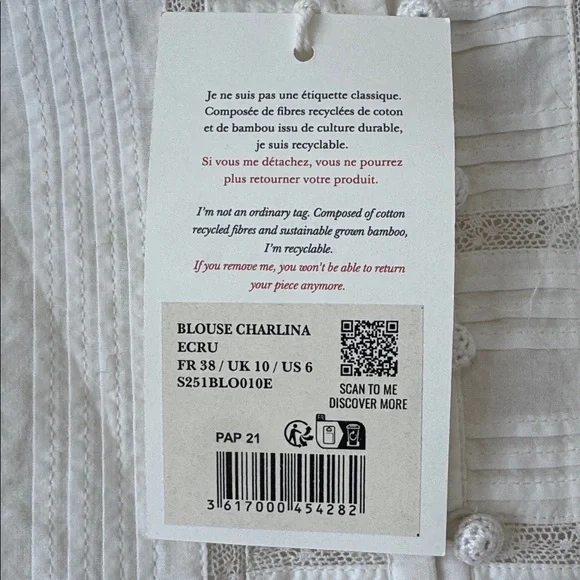 Je ne suis pas une étiquette classique.
Composée de fibres recyclées de coton
et de bambou issu de culture durable,
je suis recyclable.
Si vous me détachez, vous ne pourrez
plus retourner votre produit.
I'm not an ordinary tag. Composed of cotton
recycled fibres and sustainable grown bamboo,
I'm recyclable.
If you remove me, you won't be able to return
your piece anymore.
BLOUSE CHARLINA
ECRU
FR 38 / UK 10 / US 6
S251BLO010E
SCAN TO ME
DISCOVER MORE
PAP 21
3 617000 454282